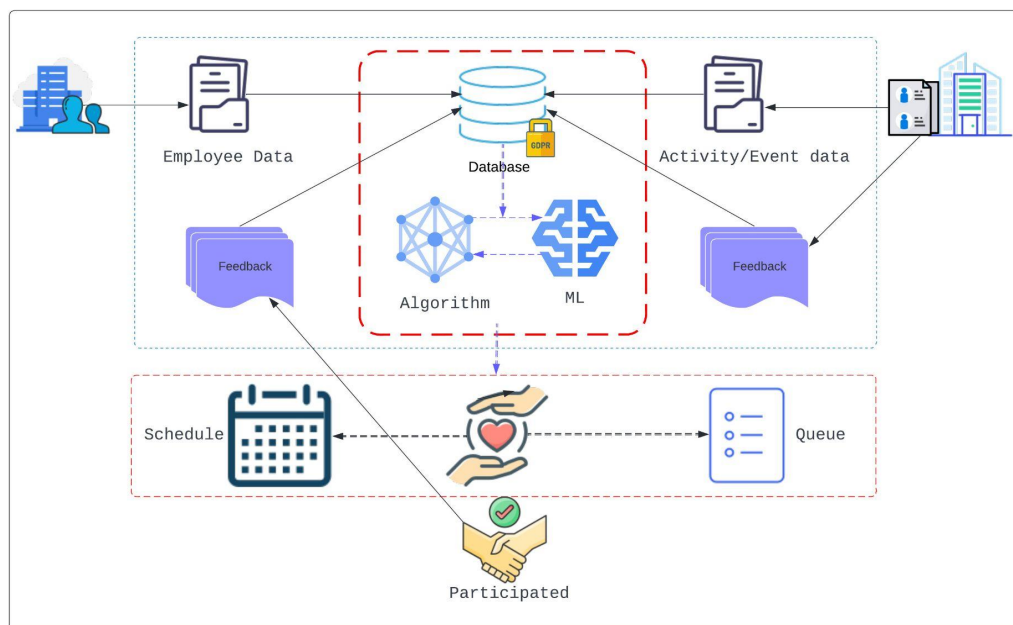 GDPR
Employee Data
Database
Activity/Event data
Feedback
Feedback
Algorithm
ML
Schedule
Queue
Participated